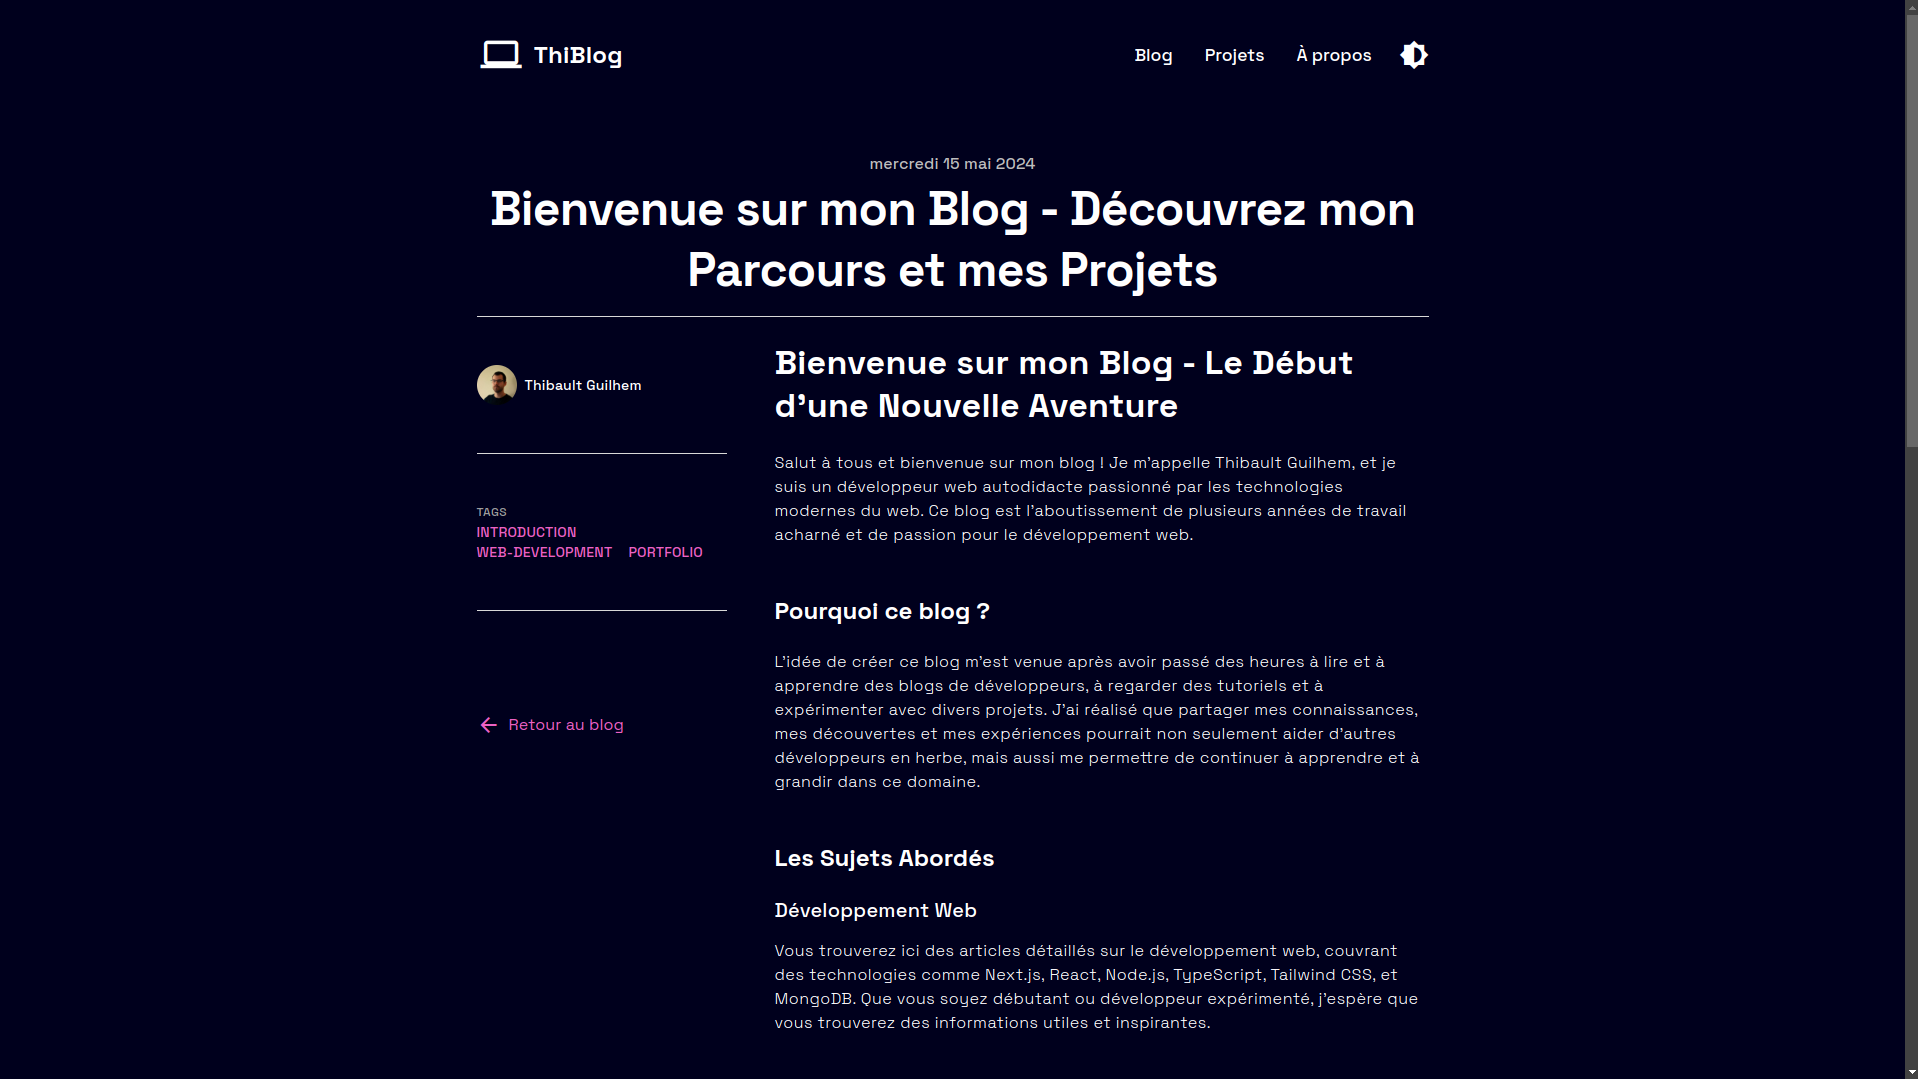 ThiBlog
Blog
Projets
À propos
mercredi 15 mai 2024
Bienvenue sur mon Blog - Découvrez mon
Parcours et mes Projets
Thibault Guilhem
TAGS
INTRODUCTION
WEB-DEVELOPMENT PORTFOLIO
Retour au blog
Bienvenue sur mon Blog - Le Début
d'une Nouvelle Aventure
Salut à tous et bienvenue sur mon blog ! Je m'appelle Thibault Guilhem, et je
suis un développeur web autodidacte passionné par les technologies
modernes du web. Ce blog est l'aboutissement de plusieurs années de travail
acharné et de passion pour le développement web.
Pourquoi ce blog ?
L'idée de créer ce blog m'est venue après avoir passé des heures à lire et à
apprendre des blogs de développeurs, à regarder des tutoriels et à
expérimenter avec divers projets. J'ai réalisé que partager mes connaissances,
mes découvertes et mes expériences pourrait non seulement aider d'autres
développeurs en herbe, mais aussi me permettre de continuer à apprendre et à
grandir dans ce domaine.
Les Sujets Abordés
Développement Web
Vous trouverez ici des articles détaillés sur le développement web, couvrant
des technologies comme Next.js, React, Node.js, TypeScript, Tailwind CSS, et
MongoDB. Que vous soyez débutant ou développeur expérimenté, j'espère que
vous trouverez des informations utiles et inspirantes.